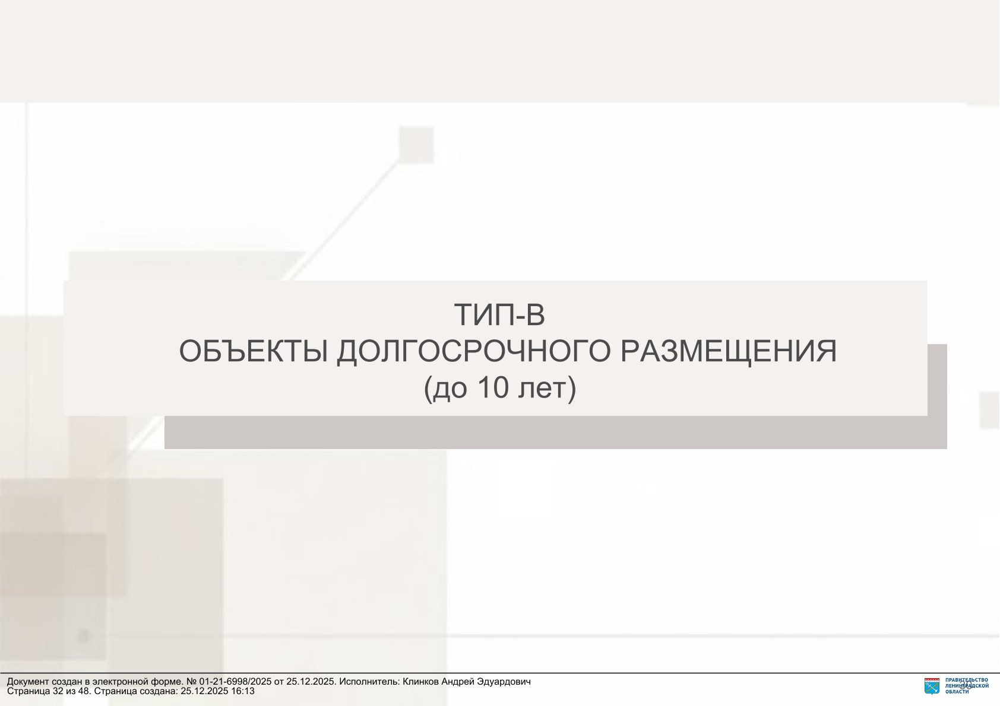 ТИП-В
ОБЪЕКТЫ ДОЛГОСРОЧНОГО РАЗМЕЩЕНИЯ
(до 10 лет)
Документ создан в электронной форме. № 01-21-6998/2025 от 25.12.2025. Исполнитель: Клинков Андрей Эдуардович
Страница 32 из 48. Страница создана: 25.12.2025 16:13
ПРАВИТЕЛЬСТВО
ЛЕНИНГРАДСКОЙ
ОБЛАСТИ